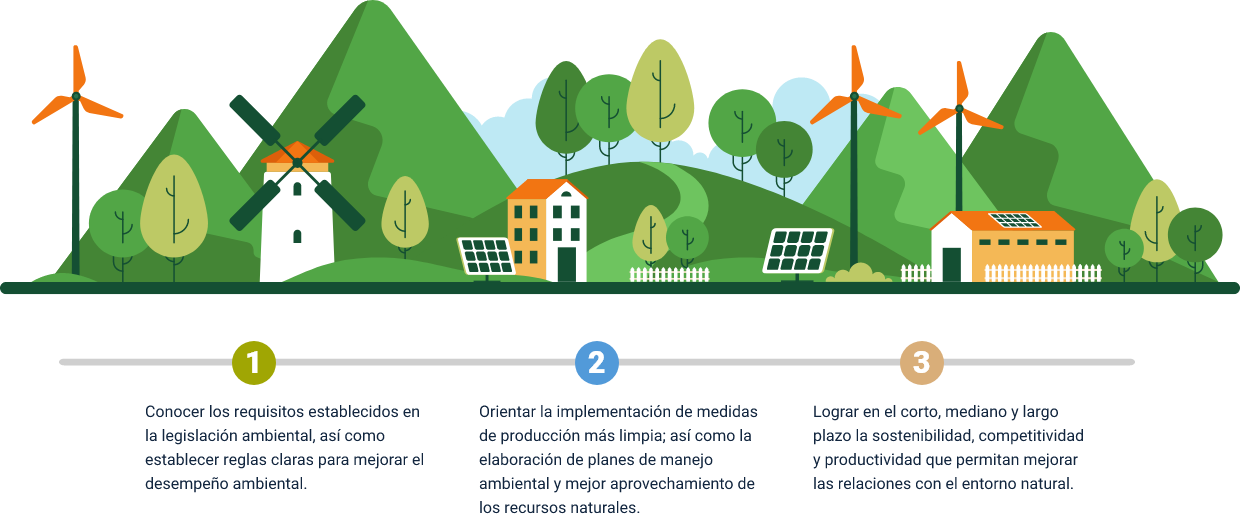 1
Conocer los requisitos establecidos en
la legislación ambiental, así como
establecer reglas claras para mejorar el
desempeño ambiental.
2
Orientar la implementación de medidas
de producción más limpia; así como la
elaboración de planes de manejo
ambiental y mejor aprovechamiento de
los recursos naturales.
3
Lograr en el corto, mediano y largo
plazo la sostenibilidad, competitividad
y productividad que permitan mejorar
las relaciones con el entorno natural.